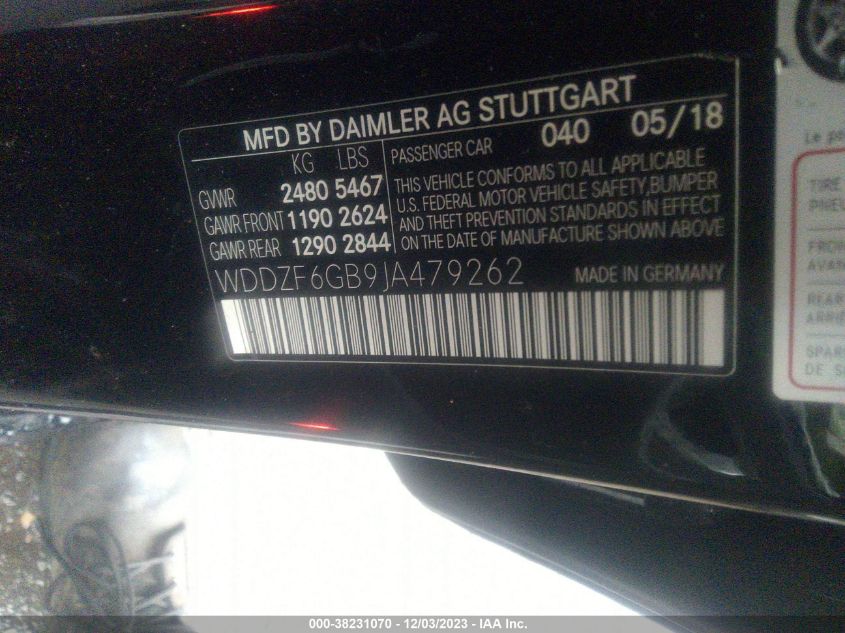 MFD BY DAIMLER AG STUTTGART
KG LBS
GVWR 2480 5467
GAWR FRONT 1190 2624
GAWR REAR 1290 2844
PASSENGER CAR 040 05/18
THIS VEHICLE CONFORMS TO ALL APPLICABLE
U.S. FEDERAL MOTOR VEHICLE SAFETY, BUMPER
AND THEFT PREVENTION STANDARDS IN EFFECT
ON THE DATE OF MANUFACTURE SHOWN ABOVE
WDDZF6GB9JA479262 MADE IN GERMANY
Le
TIRE
DE
000-38231070 - 12/03/2023 - IAA Inc.